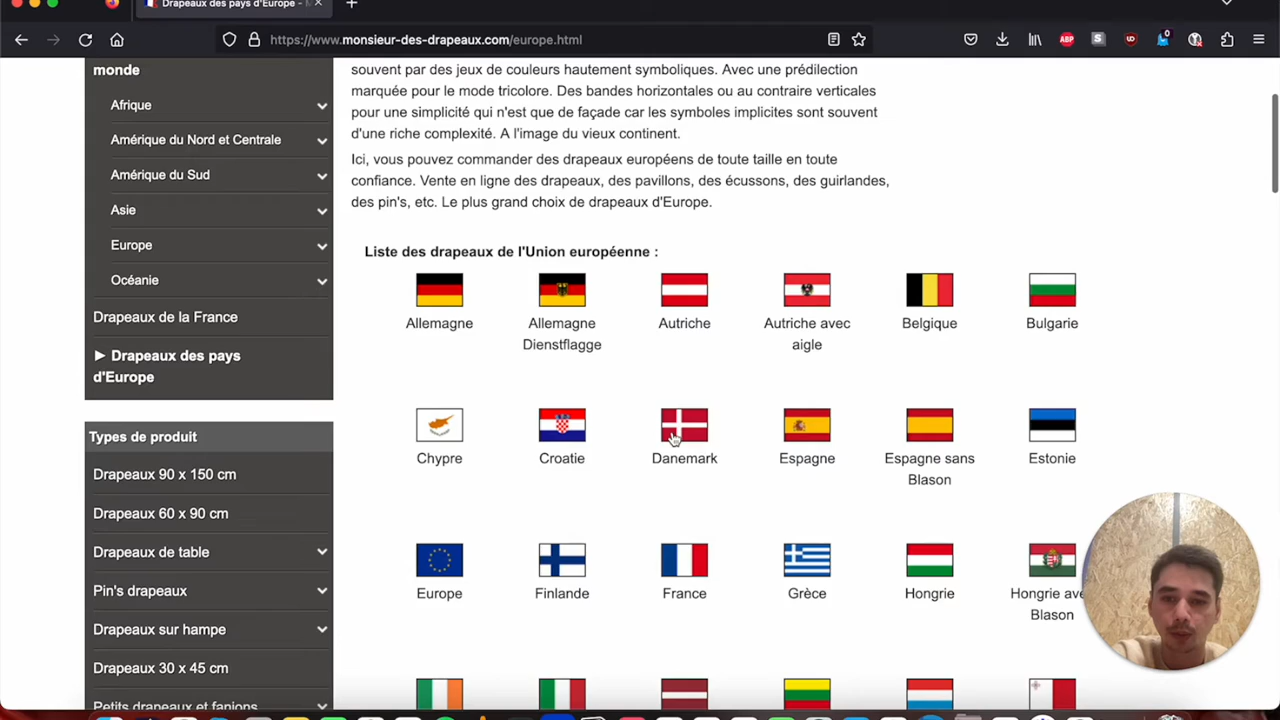 Drapeaux des pays d'Europe -
https://www.monsieur-des-drapeaux.com/europe.html
ABP
S
0
monde
Afrique
Amérique du Nord et Centrale
Amérique du Sud
Asie
Europe
Océanie
Drapeaux de la France
► Drapeaux des pays
d'Europe
Types de produit
Drapeaux 90 x 150 cm
Drapeaux 60 x 90 cm
Drapeaux de table
Pin's drapeaux
Drapeaux sur hampe
Drapeaux 30 x 45 cm
Petits drapeaux et fanions
souvent par des jeux de couleurs hautement symboliques. Avec une prédilection
marquée pour le mode tricolore. Des bandes horizontales ou au contraire verticales
pour une simplicité qui n'est que de façade car les symboles implicites sont souvent
d'une riche complexité. A l'image du vieux continent.
Ici, vous pouvez commander des drapeaux européens de toute taille en toute
confiance. Vente en ligne des drapeaux, des pavillons, des écussons, des guirlandes,
des pin's, etc. Le plus grand choix de drapeaux d'Europe.
Liste des drapeaux de l'Union européenne :
Allemagne
Allemagne
Dienstflagge
Autriche
Autriche avec
aigle
Belgique
Bulgarie
Chypre
Croatie
Danemark
Espagne
Espagne sans
Blason
Estonie
Europe
Finlande
France
Grèce
Hongrie
Hongrie ave
Blason